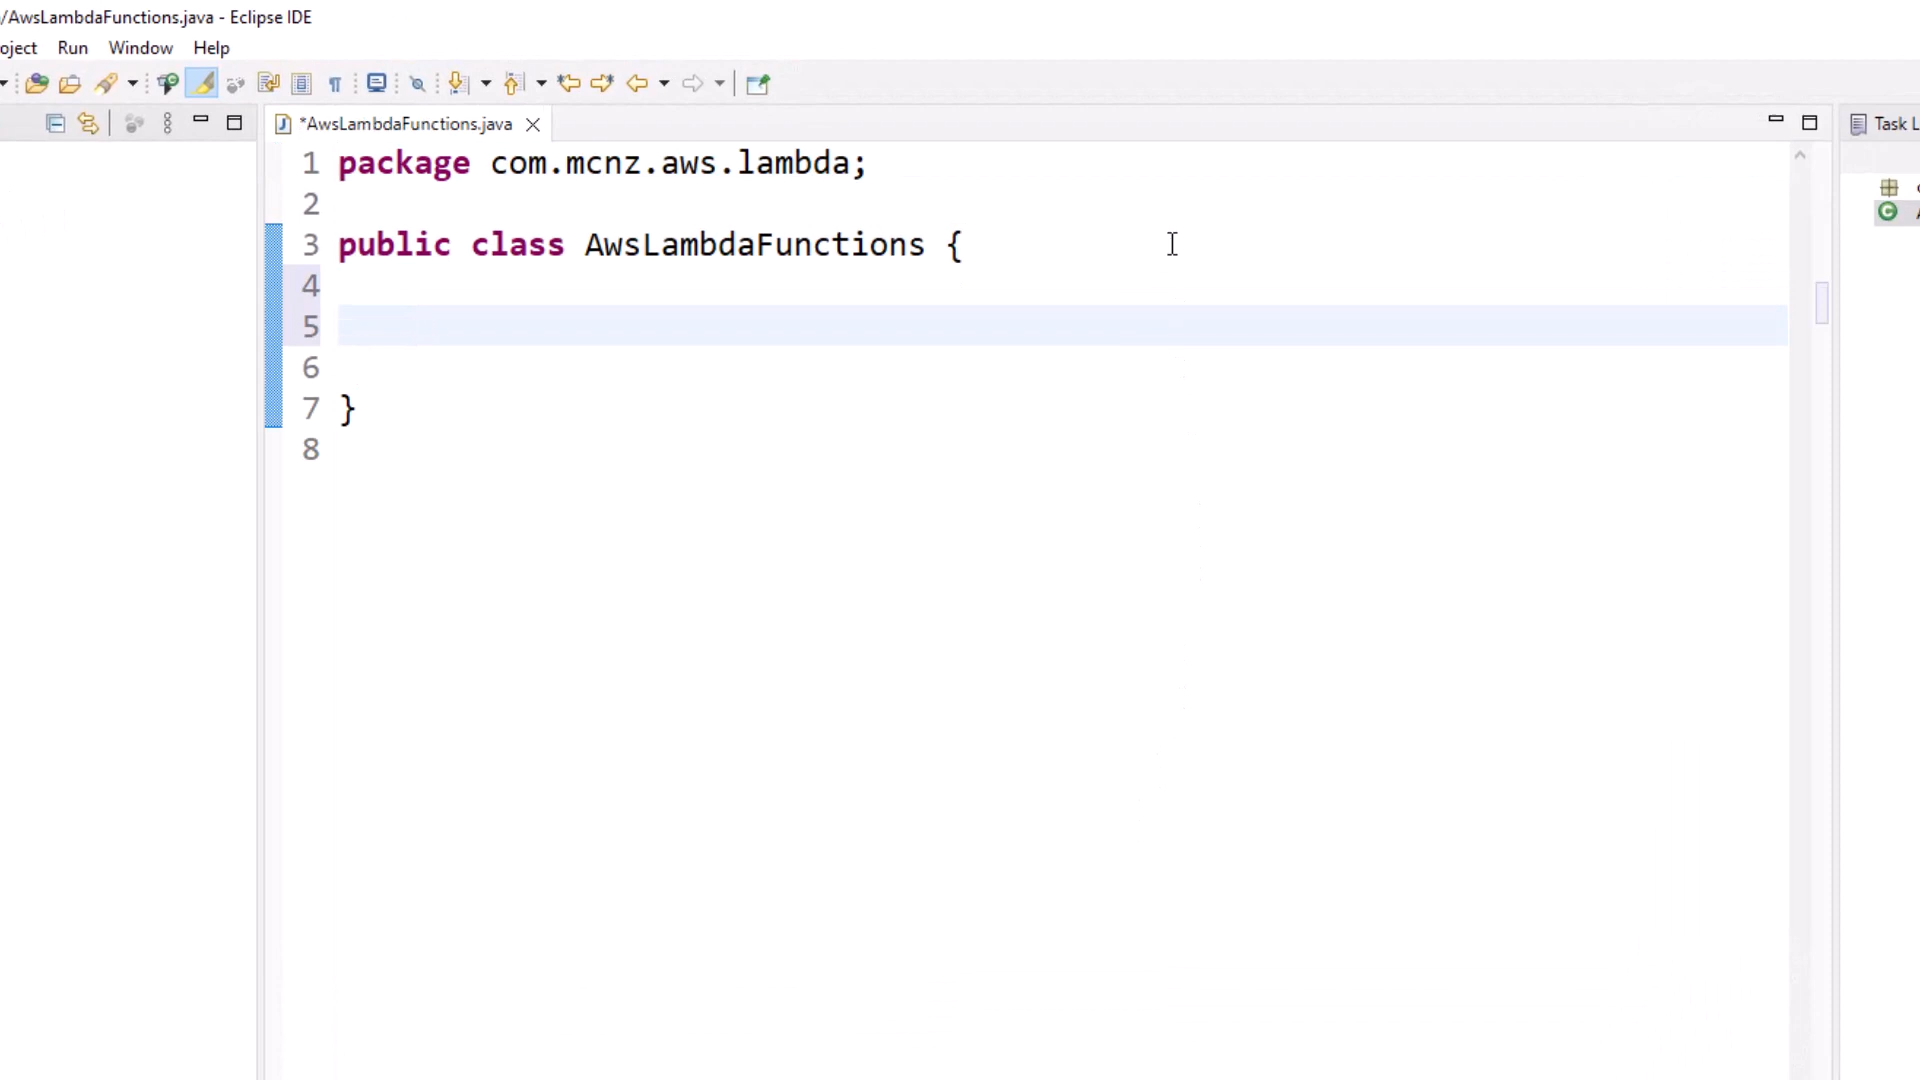 /AwsLambdaFunctions.java - Eclipse IDE
oject Run Window Help
*AwsLambdaFunctions.java
Task L
1 package com.mcnz.aws.lambda;
2
3 public class AwsLambdaFunctions {
4
5
6
7 }
8